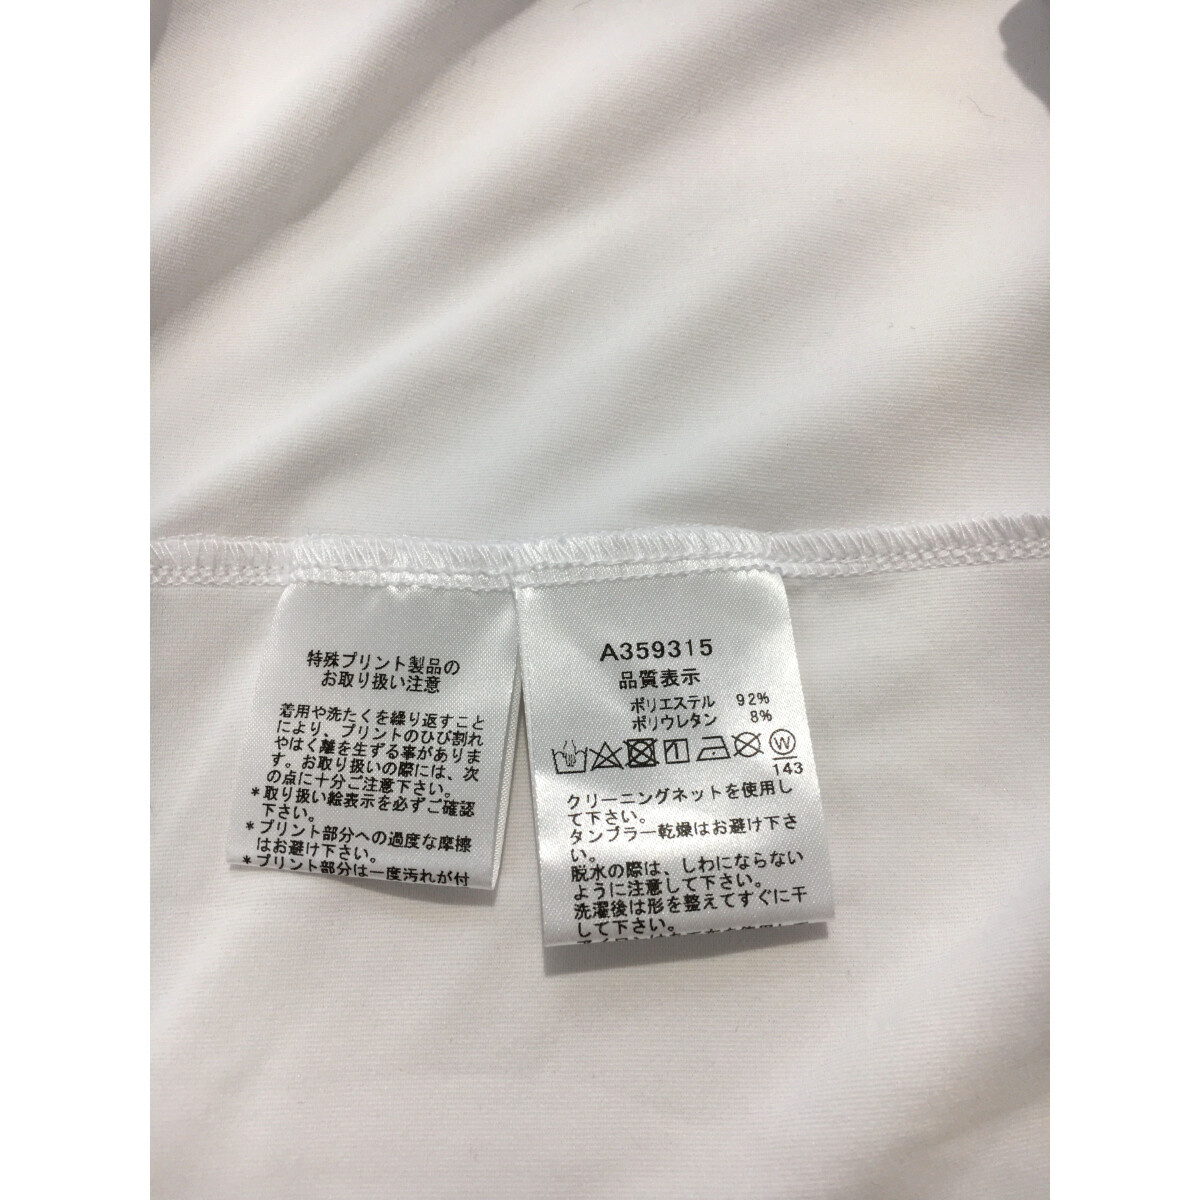 特殊プリント製品の
お取り扱い注意
着用や洗たくを繰り返すこと
により、プリントのひび割れ
やはく離を生ずる事がありま
す。お取り扱いの際には、次
の点に十分ご注意下さい。
*取り扱い絵表示を必ずご確認
下さい。
*プリント部分への過度な摩擦
はお避け下さい。
*プリント部分は一度汚れが付
A359315
品質表示
ポリエステル 92%
ポリウレタン 8%
W
143
クリーニングネットを使用し
て下さい。
タンブラー乾燥はお避け下さ
い。
脱水の際は、しわにならない
ように注意して下さい。
洗濯後は形を整えてすぐに干
して下さい。